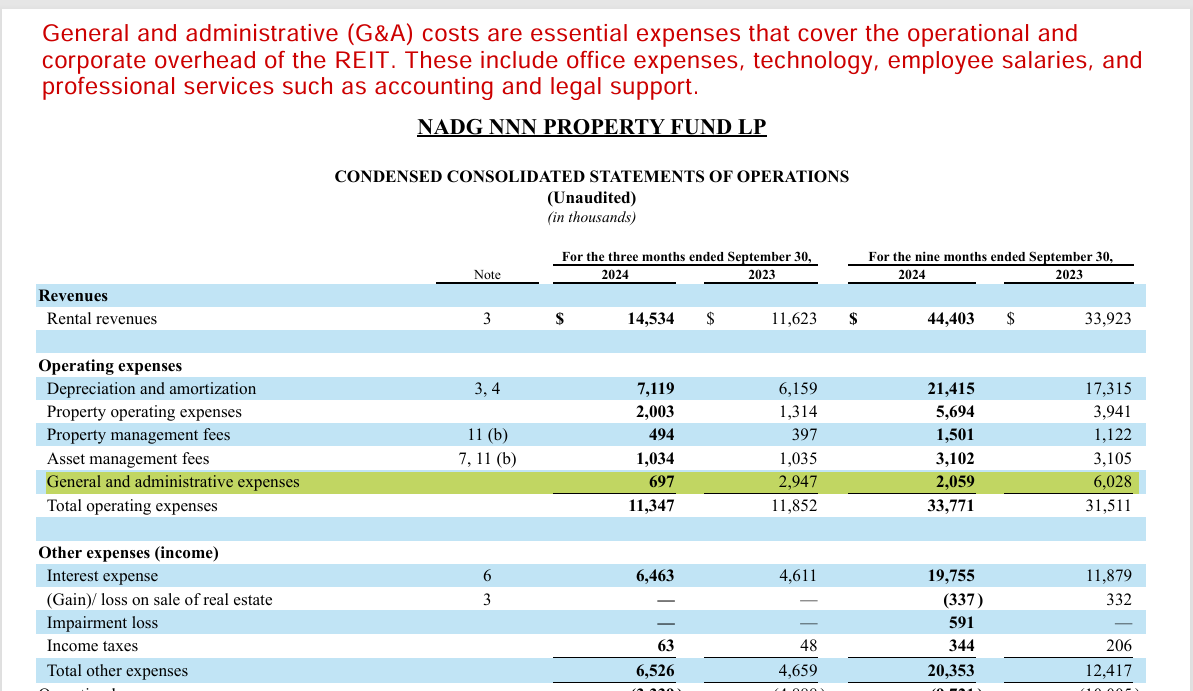 General and administrative (G&A) costs are essential expenses that cover the operational and
corporate overhead of the REIT. These include office expenses, technology, employee salaries, and
professional services such as accounting and legal support.
NADG NNN PROPERTY FUND LP
CONDENSED CONSOLIDATED STATEMENTS OF OPERATIONS
(Unaudited)
(in thousands)
For the three months ended September 30, For the nine months ended September 30,
Note 2024 2023 2024 2023
Revenues
Rental revenues 3 $ 14,534 $ 11,623 $ 44,403 $ 33,923
Operating expenses
Depreciation and amortization 3, 4 7,119 6,159 21,415 17,315
Property operating expenses 2,003 1,314 5,694 3,941
Property management fees 11 (b) 494 397 1,501 1,122
Asset management fees 7, 11 (b) 1,034 1,035 3,102 3,105
General and administrative expenses 697 2,947 2,059 6,028
Total operating expenses 11,347 11,852 33,771 31,511
Other expenses (income)
Interest expense 6 6,463 4,611 19,755 11,879
(Gain)/ loss on sale of real estate 3 — — (337) 332
Impairment loss — — 591 —
Income taxes 63 48 344 206
Total other expenses 6,526 4,659 20,353 12,417